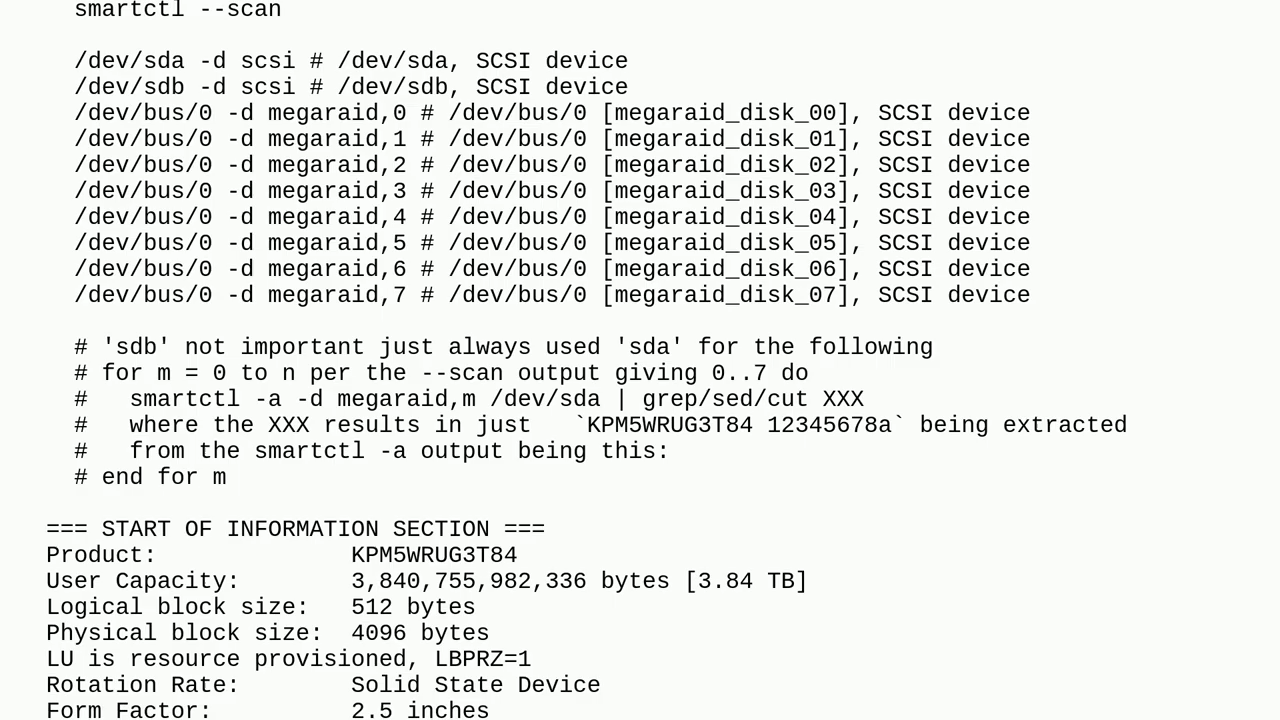 smartctl --scan
/dev/sda -d scsi # /dev/sda, SCSI device
/dev/sdb -d scsi # /dev/sdb, SCSI device
/dev/bus/0 -d megaraid,0 # /dev/bus/0 [megaraid_disk_00], SCSI device
/dev/bus/0 -d megaraid,1 # /dev/bus/0 [megaraid_disk_01], SCSI device
/dev/bus/0 -d megaraid,2 # /dev/bus/0 [megaraid_disk_02], SCSI device
/dev/bus/0 -d megaraid,3 # /dev/bus/0 [megaraid_disk_03], SCSI device
/dev/bus/0 -d megaraid,4 # /dev/bus/0 [megaraid_disk_04], SCSI device
/dev/bus/0 -d megaraid,5 # /dev/bus/0 [megaraid_disk_05], SCSI device
/dev/bus/0 -d megaraid,6 # /dev/bus/0 [megaraid_disk_06], SCSI device
/dev/bus/0 -d megaraid,7 # /dev/bus/0 [megaraid_disk_07], SCSI device
# 'sdb' not important just always used 'sda' for the following
# for m = 0 to n per the --scan output giving 0..7 do
#   smartctl -a -d megaraid,m /dev/sda | grep/sed/cut XXX
#   where the XXX results in just   `KPM5WRUG3T84 12345678a` being extracted
#   from the smartctl -a output being this:
# end for m
=== START OF INFORMATION SECTION ===
Product:              KPM5WRUG3T84
User Capacity:        3,840,755,982,336 bytes [3.84 TB]
Logical block size:   512 bytes
Physical block size:  4096 bytes
LU is resource provisioned, LBPRZ=1
Rotation Rate:        Solid State Device
Form Factor:          2.5 inches